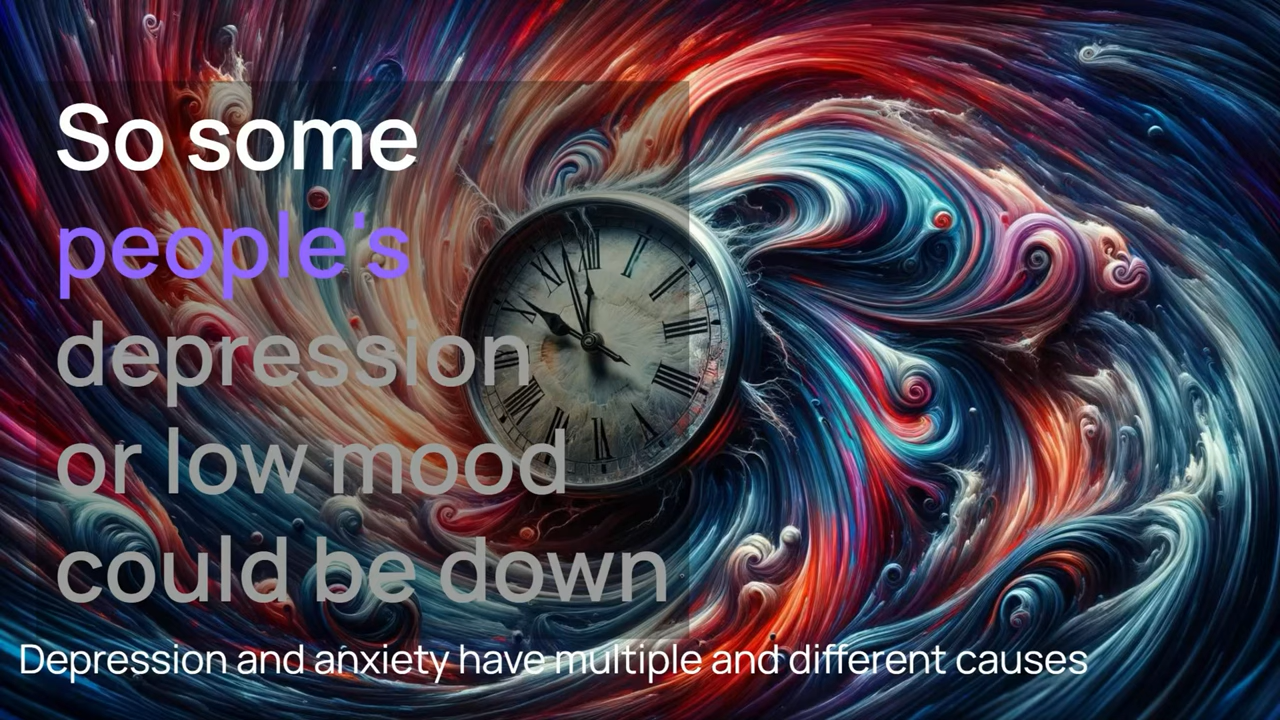 So some
people's
depression
or low mood
could be down
Depression and anxiety have multiple and different causes